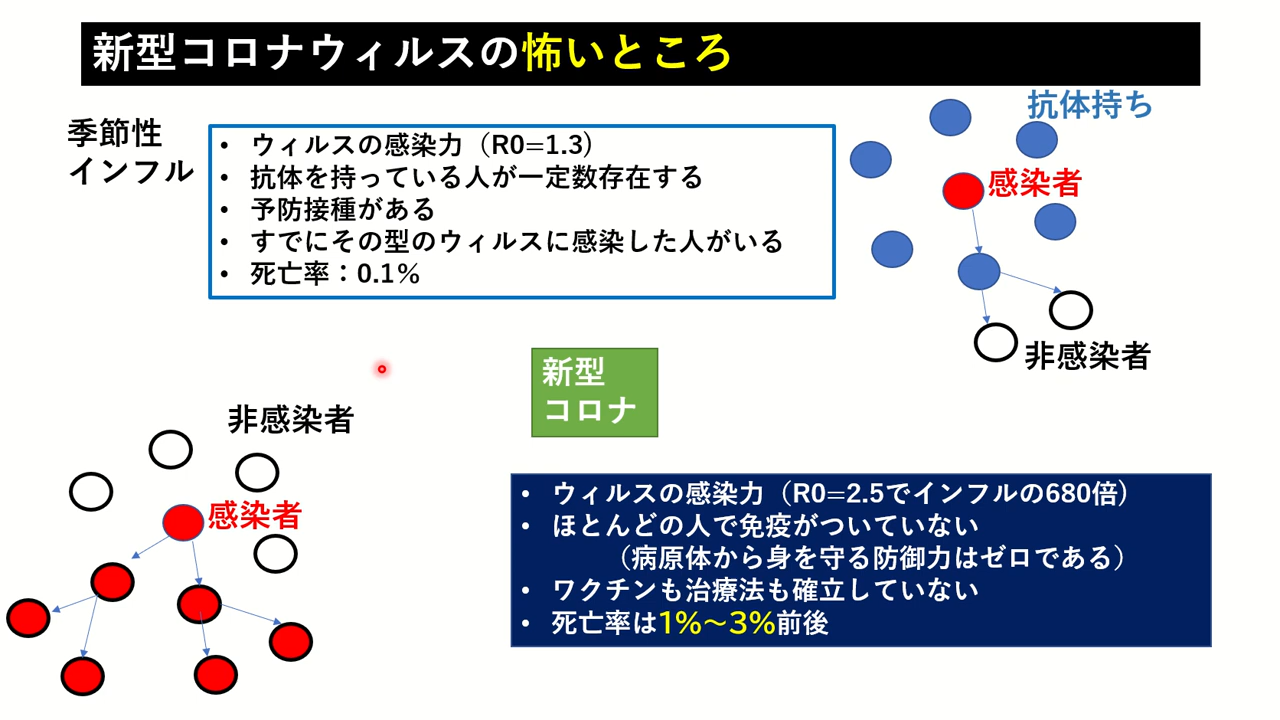 新型コロナウィルスの怖いところ
季節性
インフル
• ウィルスの感染力（R0=1.3）
• 抗体を持っている人が一定数存在する
• 予防接種がある
• すでにその型のウィルスに感染した人がいる
• 死亡率：0.1%
抗体持ち
感染者
非感染者
新型
コロナ
非感染者
感染者
• ウィルスの感染力（R0=2.5でインフルの680倍）
• ほとんどの人で免疫がついていない
（病原体から身を守る防御力はゼロである）
• ワクチンも治療法も確立していない
• 死亡率は1%～3%前後